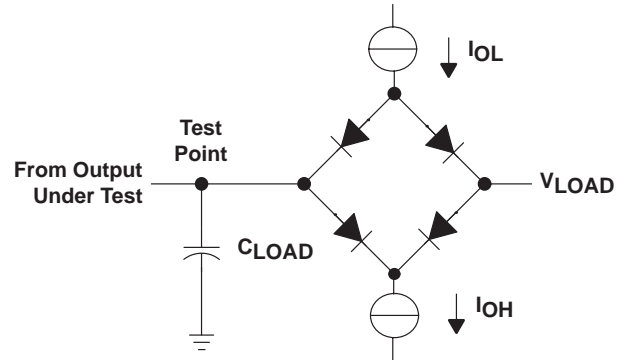 IOL
Test
Point
From Output
Under Test
VLOAD
CLOAD
IOH